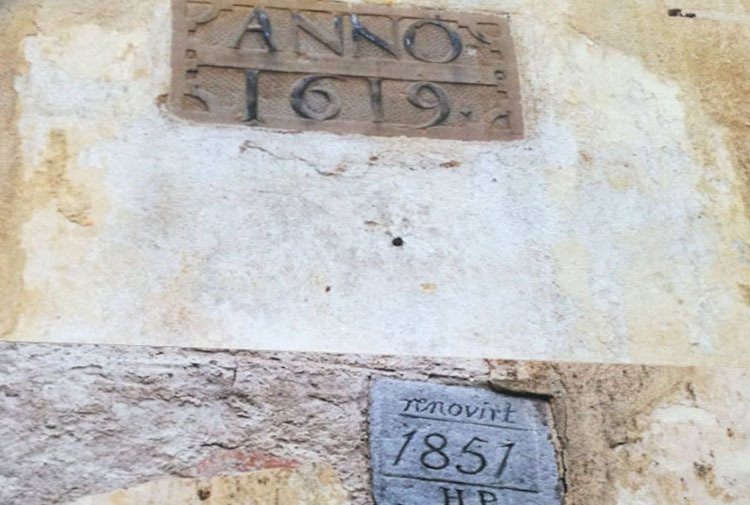 ANNO
1619
renovirt
1851
H P